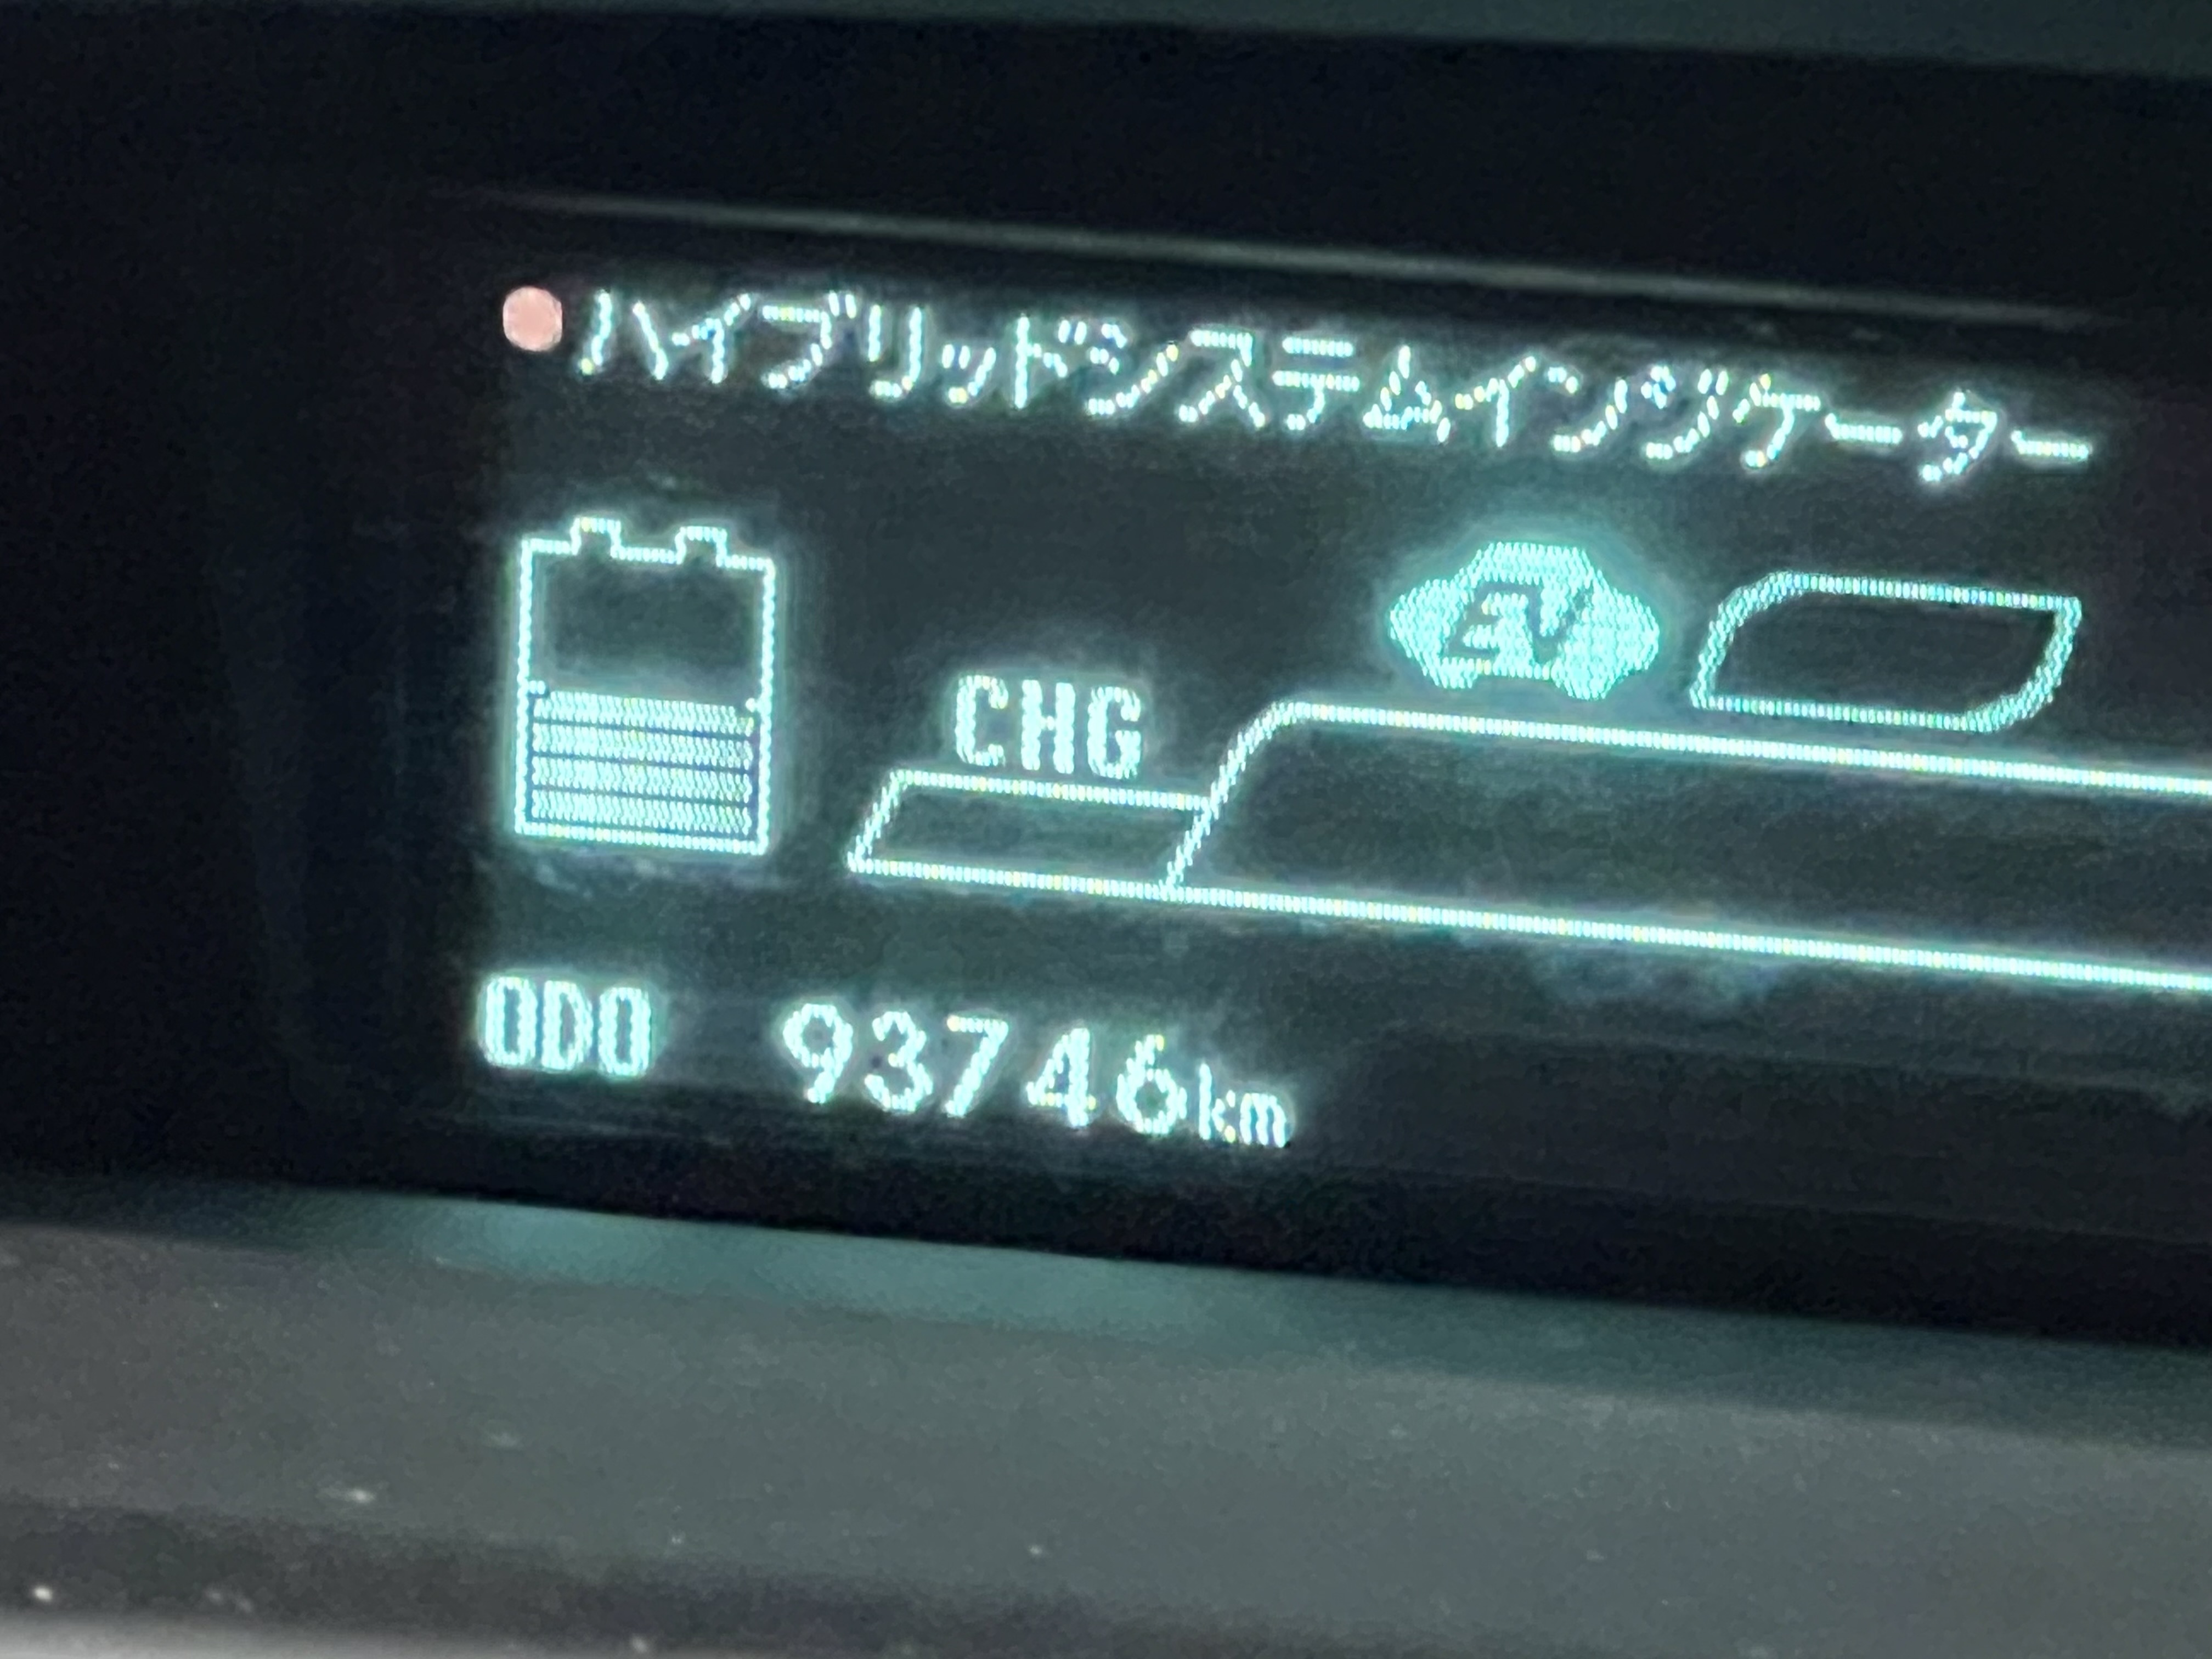 ハイブリッドシステムインジケーター
EV
CHG
ODO 93746km